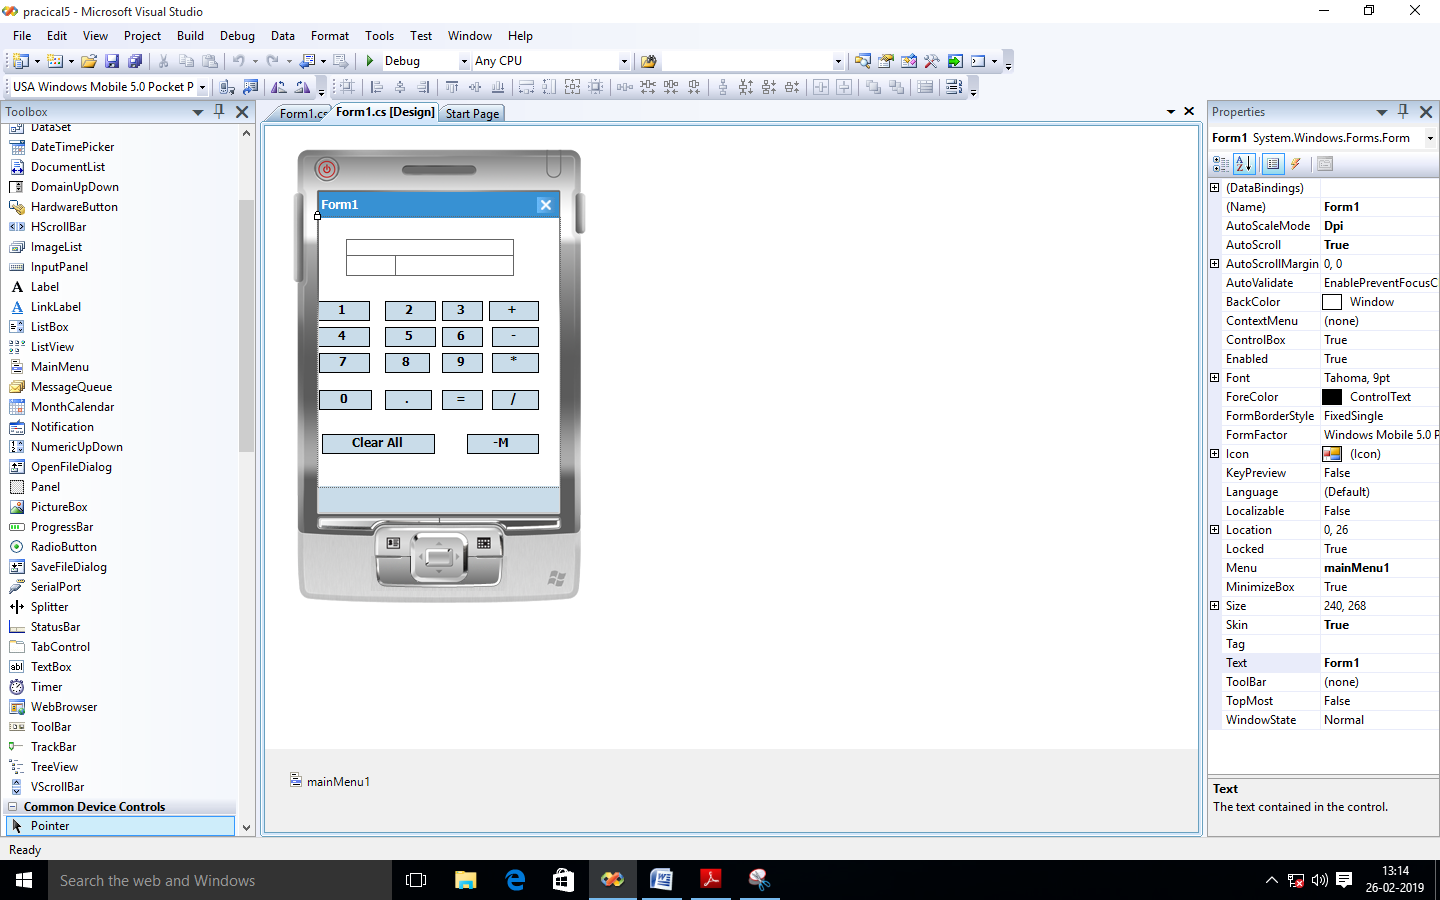 pracical5 - Microsoft Visual Studio
File Edit View Project Build Debug Data Format Tools Test Window Help
Debug Any CPU
USA Windows Mobile 5.0 Pocket P
Toolbox
DataSet
DateTimePicker
DocumentList
DomainUpDown
HardwareButton
HScrollBar
ImageList
InputPanel
Label
LinkLabel
ListBox
ListView
MainMenu
MessageQueue
MonthCalendar
Notification
NumericUpDown
OpenFileDialog
Panel
PictureBox
ProgressBar
RadioButton
SaveFileDialog
SerialPort
Splitter
StatusBar
TabControl
TextBox
Timer
WebBrowser
ToolBar
TrackBar
TreeView
VScrollBar
Common Device Controls
Pointer
Form1.cs Form1.cs [Design] Start Page
Form1
1 2 3 +
4 5 6 -
7 8 9 *
0 . = /
Clear All -M
mainMenu1
Properties
Form1 System.Windows.Forms.Form
(DataBindings)
(Name) Form1
AutoScaleMode Dpi
AutoScroll True
AutoScrollMargin 0, 0
AutoValidate EnablePreventFocusC
BackColor Window
ContextMenu (none)
ControlBox True
Enabled True
Font Tahoma, 9pt
ForeColor ControlText
FormBorderStyle FixedSingle
FormFactor Windows Mobile 5.0 P
Icon (Icon)
KeyPreview False
Language (Default)
Localizable False
Location 0, 26
Locked True
Menu mainMenu1
MinimizeBox True
Size 240, 268
Skin True
Tag
Text Form1
ToolBar (none)
TopMost False
WindowState Normal
Text
The text contained in the control.
Ready
Search the web and Windows
13:14
26-02-2019